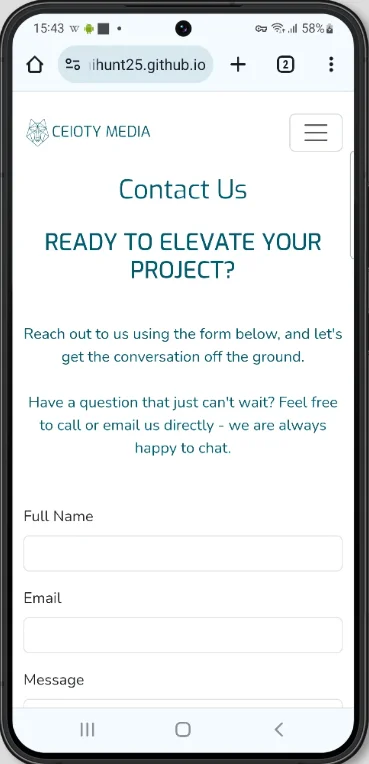 15:43 w
58%
ihunt25.github.io
2
CEIOTY MEDIA
Contact Us
READY TO ELEVATE YOUR
PROJECT?
Reach out to us using the form below, and let's
get the conversation off the ground.
Have a question that just can't wait? Feel free
to call or email us directly - we are always
happy to chat.
Full Name
Email
Message